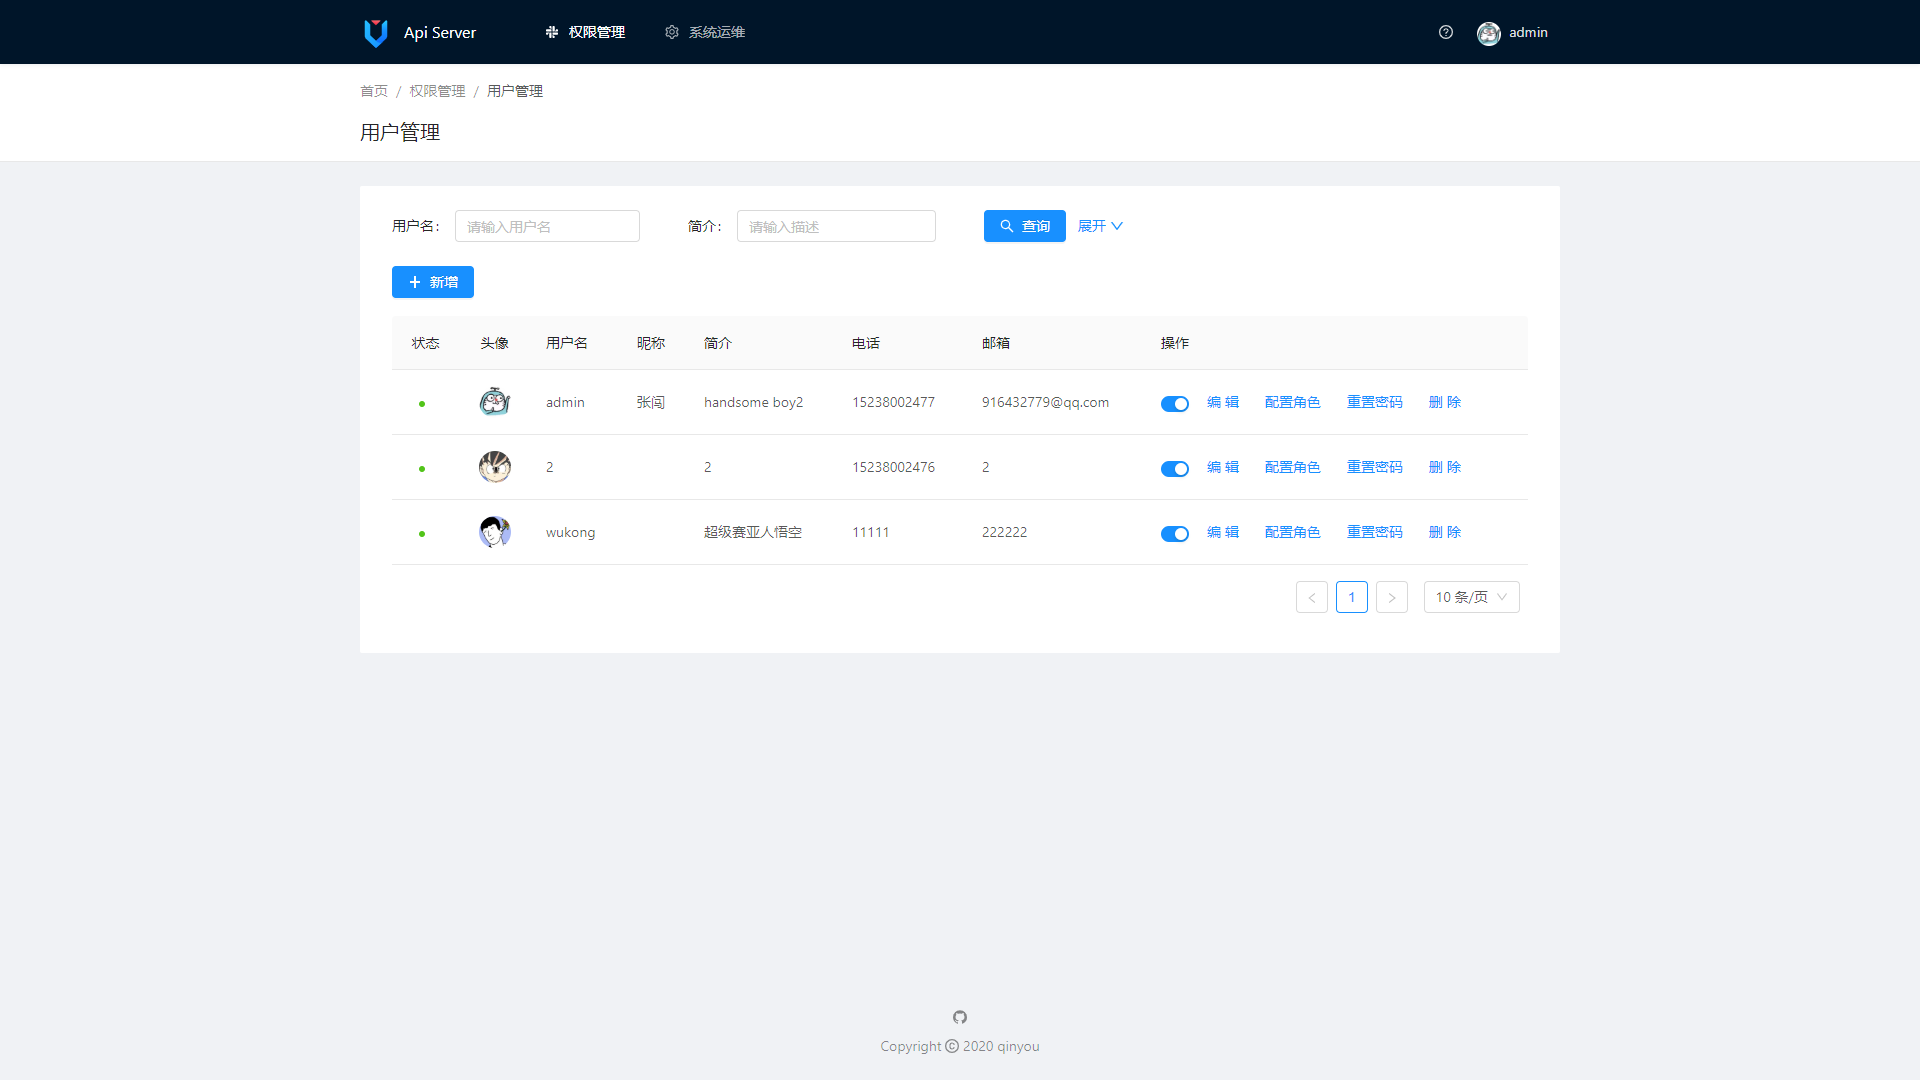 Api Server 权限管理 系统运维 admin
首页 / 权限管理 / 用户管理
用户管理
用户名: 请输入用户名 简介: 请输入描述 查询 展开
新增
状态 头像 用户名 昵称 简介 电话 邮箱 操作
admin 张闯 handsome boy2 15238002477 916432779@qq.com 编 辑 配置角色 重置密码 删 除
2 2 15238002476 2 编 辑 配置角色 重置密码 删 除
wukong 超级赛亚人悟空 11111 222222 编 辑 配置角色 重置密码 删 除
< 1 > 10 条/页
Copyright © 2020 qinyou